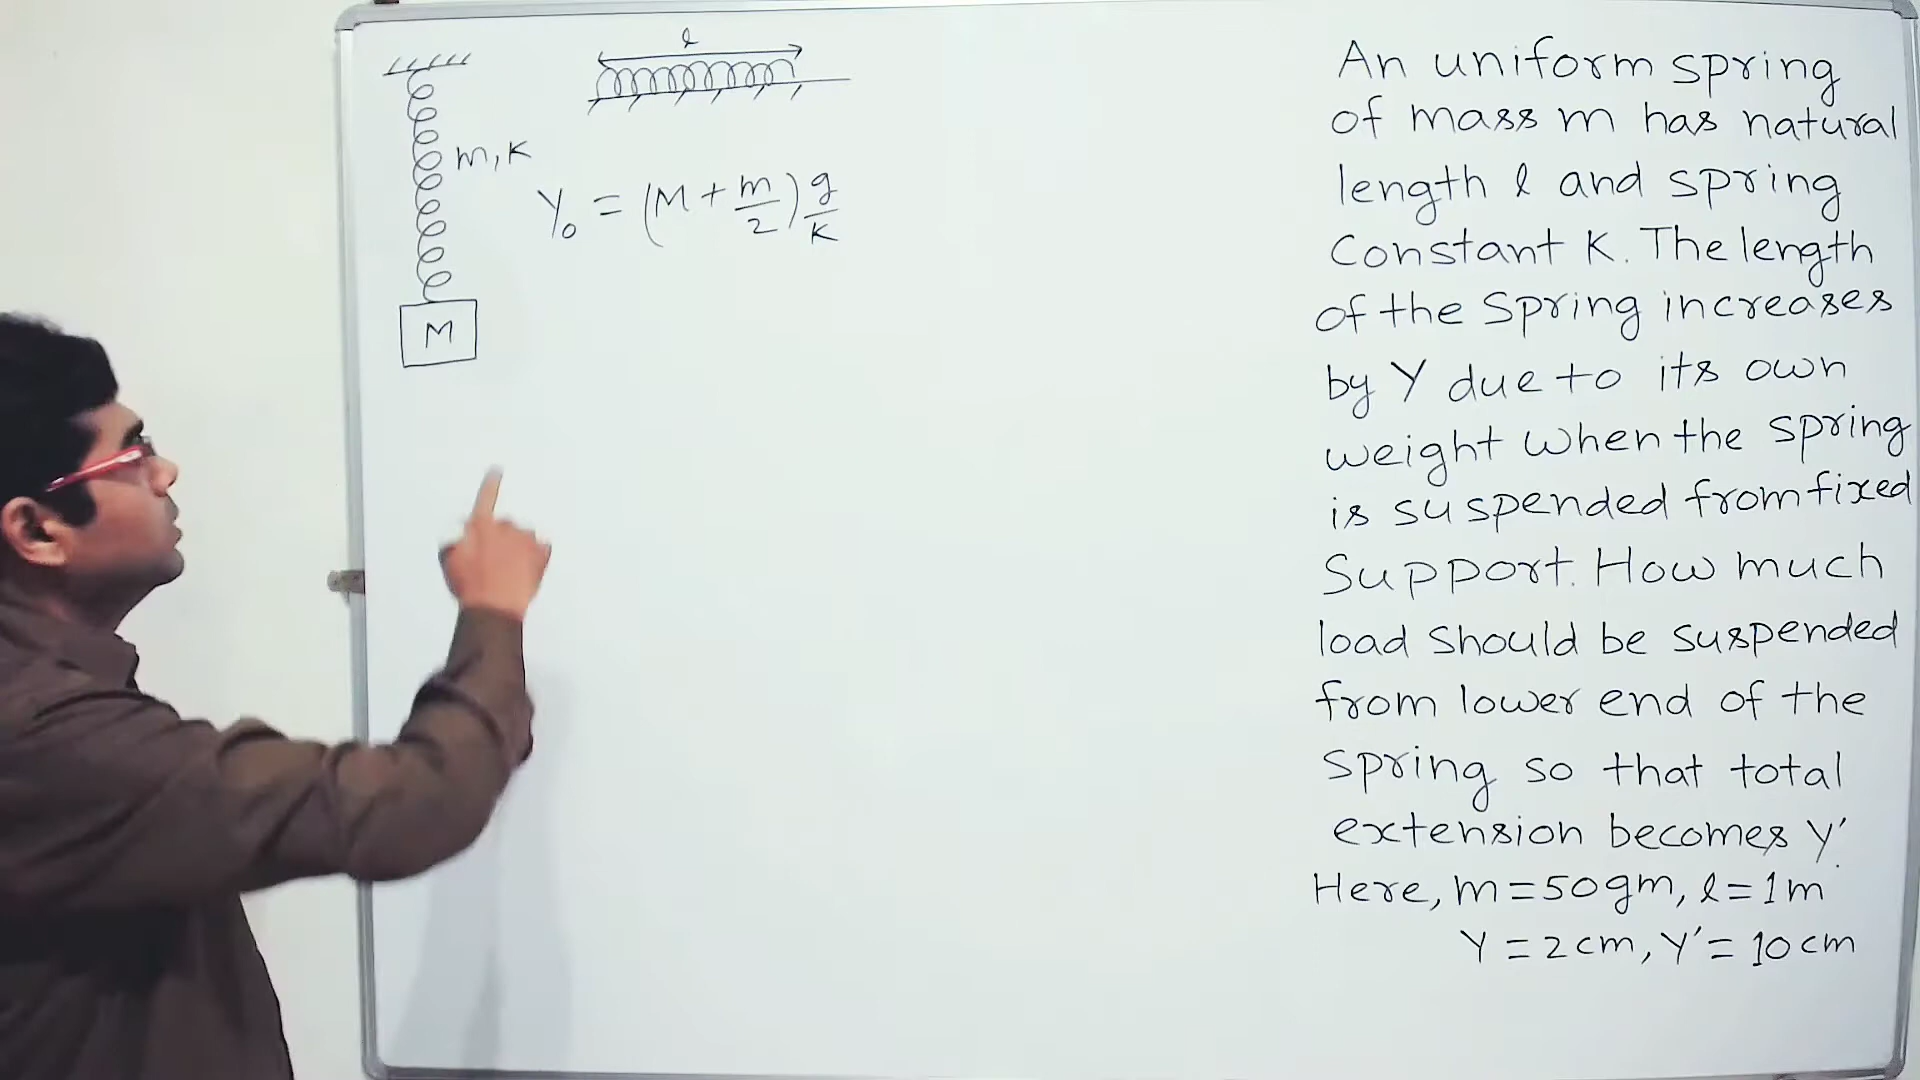 l
m, K
Y₀ = (M + m/2) g/K
M
An uniform spring
of mass m has natural
length l and spring
Constant K. The length
of the Spring increases
by Y due to its own
weight when the spring
is suspended from fixed
Support. How much
load should be suspended
from lower end of the
spring so that total
extension becomes Y'.
Here, m = 50gm, l = 1m
Y = 2cm, Y' = 10cm